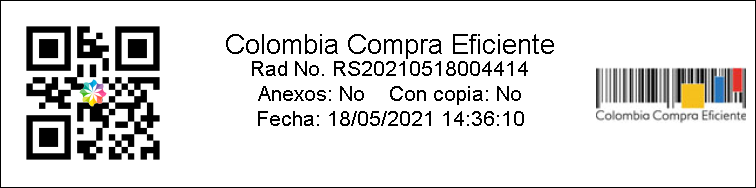 Colombia Compra Eficiente
Rad No. RS20210518004414
Anexos: No Con copia: No
Fecha: 18/05/2021 14:36:10
Colombia Compra Eficiente